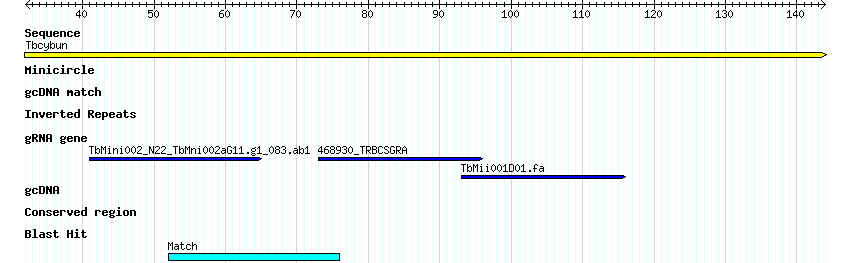 40 50 60 70 80 90 100 110 120 130 140
Sequence
Tbcybun
Minicircle
gcDNA match
Inverted Repeats
gRNA gene
TbMini002_N22_TbMni002aG11.g1_083.ab1 468930_TRBCSGRA
TbMii001D01.fa
gcDNA
Conserved region
Blast Hit
Match